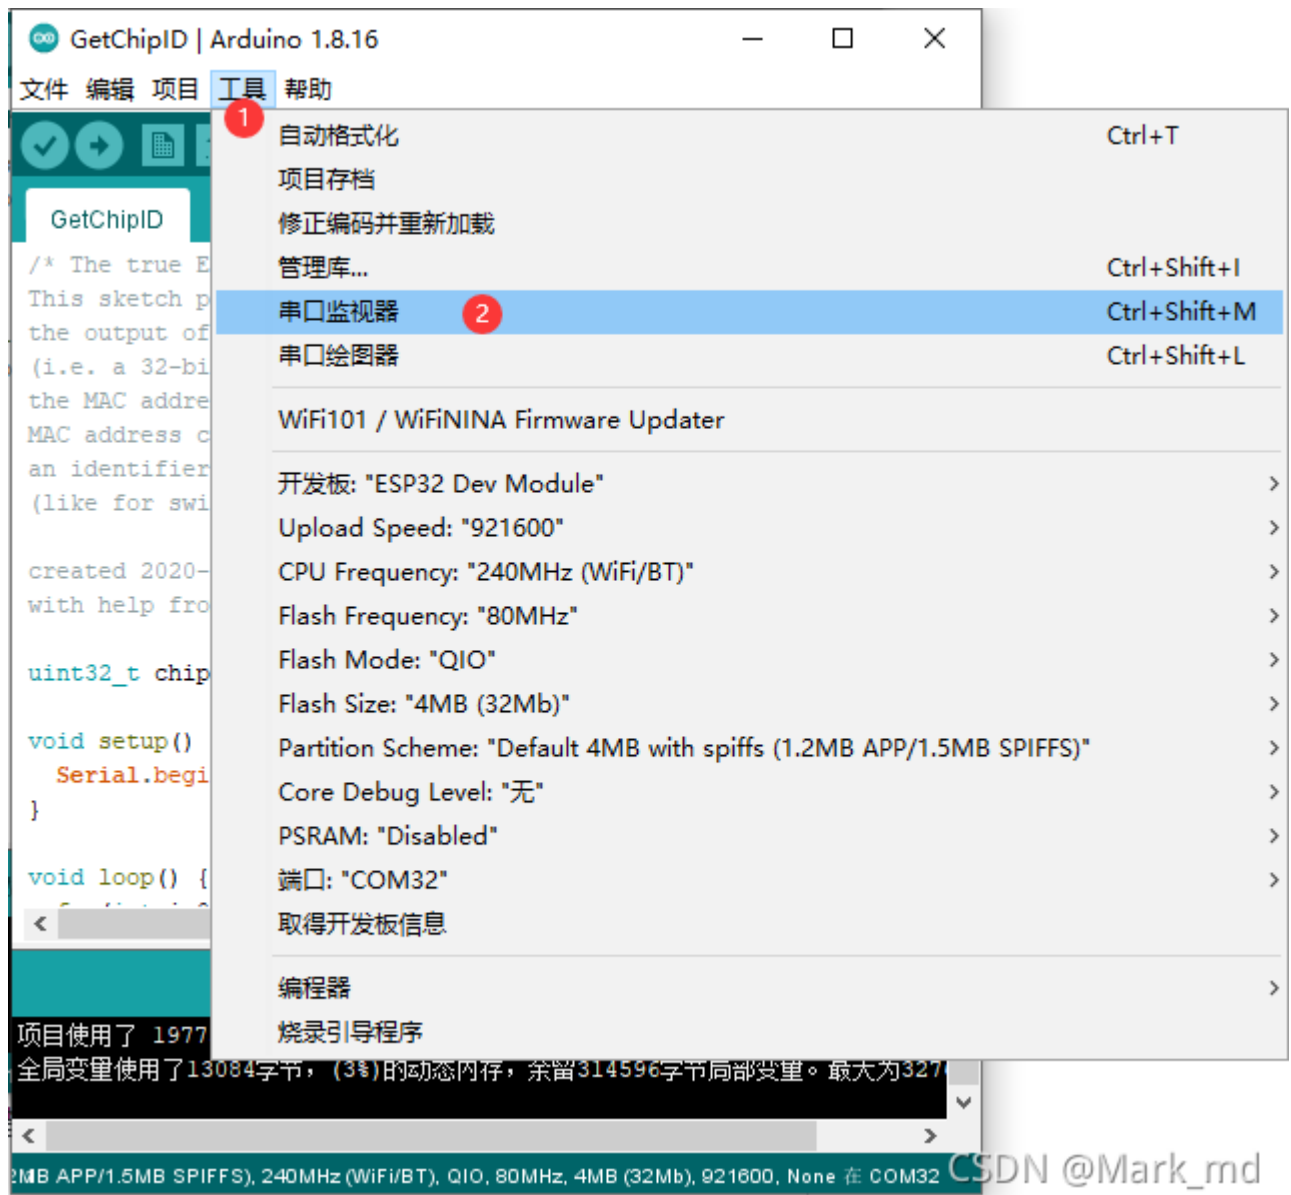 GetChipID | Arduino 1.8.16
文件 编辑 项目 工具 帮助
1
自动格式化 Ctrl+T
项目存档
修正编码并重新加载
管理库... Ctrl+Shift+I
串口监视器 2 Ctrl+Shift+M
串口绘图器 Ctrl+Shift+L
WiFi101 / WiFiNINA Firmware Updater
开发板: "ESP32 Dev Module"
Upload Speed: "921600"
CPU Frequency: "240MHz (WiFi/BT)"
Flash Frequency: "80MHz"
Flash Mode: "QIO"
Flash Size: "4MB (32Mb)"
Partition Scheme: "Default 4MB with spiffs (1.2MB APP/1.5MB SPIFFS)"
Core Debug Level: "无"
PSRAM: "Disabled"
端口: "COM32"
取得开发板信息
编程器
烧录引导程序
GetChipID
/* The true E
This sketch p
the output of
(i.e. a 32-bi
the MAC addre
MAC address c
an identifier
(like for swi
created 2020-
with help fro
uint32_t chip
void setup()
Serial.begi
}
void loop() {
项目使用了 1977
全局变量使用了13084字节，(3%)的动态内存，余留314596字节局部变量。最大为327
2MB APP/1.5MB SPIFFS), 240MHz (WiFi/BT), QIO, 80MHz, 4MB (32Mb), 921600, None 在 COM32
CSDN @Mark_md